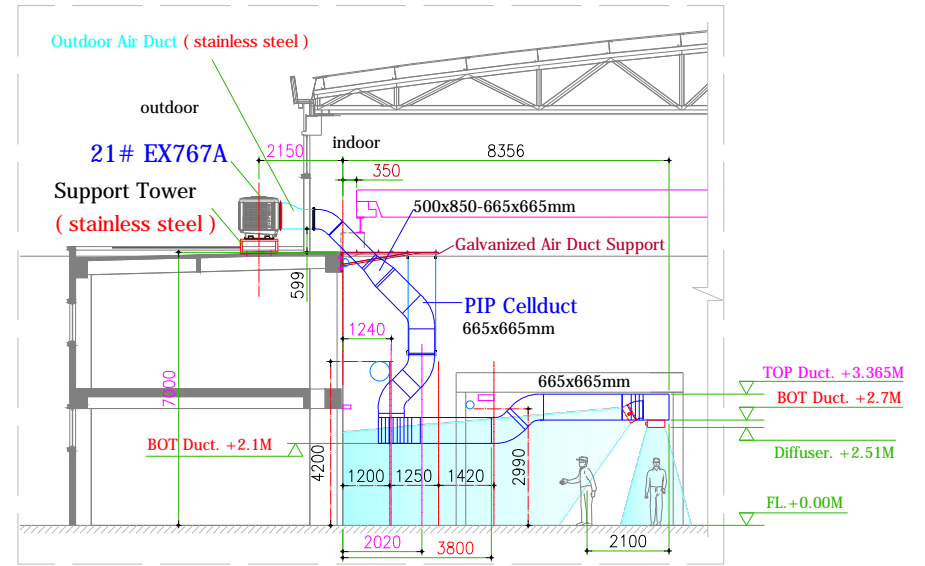 Outdoor Air Duct ( stainless steel )
outdoor
indoor
2150
8356
21# EX767A
350
Support Tower
( stainless steel )
500x850-665x665mm
Galvanized Air Duct Support
599
PIP Cellduct
665x665mm
1240
TOP Duct. +3.365M
665x665mm
7000
BOT Duct. +2.7M
BOT Duct. +2.1M
4200
2990
Diffuser. +2.51M
1200
1250
1420
FL.+0.00M
2020
3800
2100